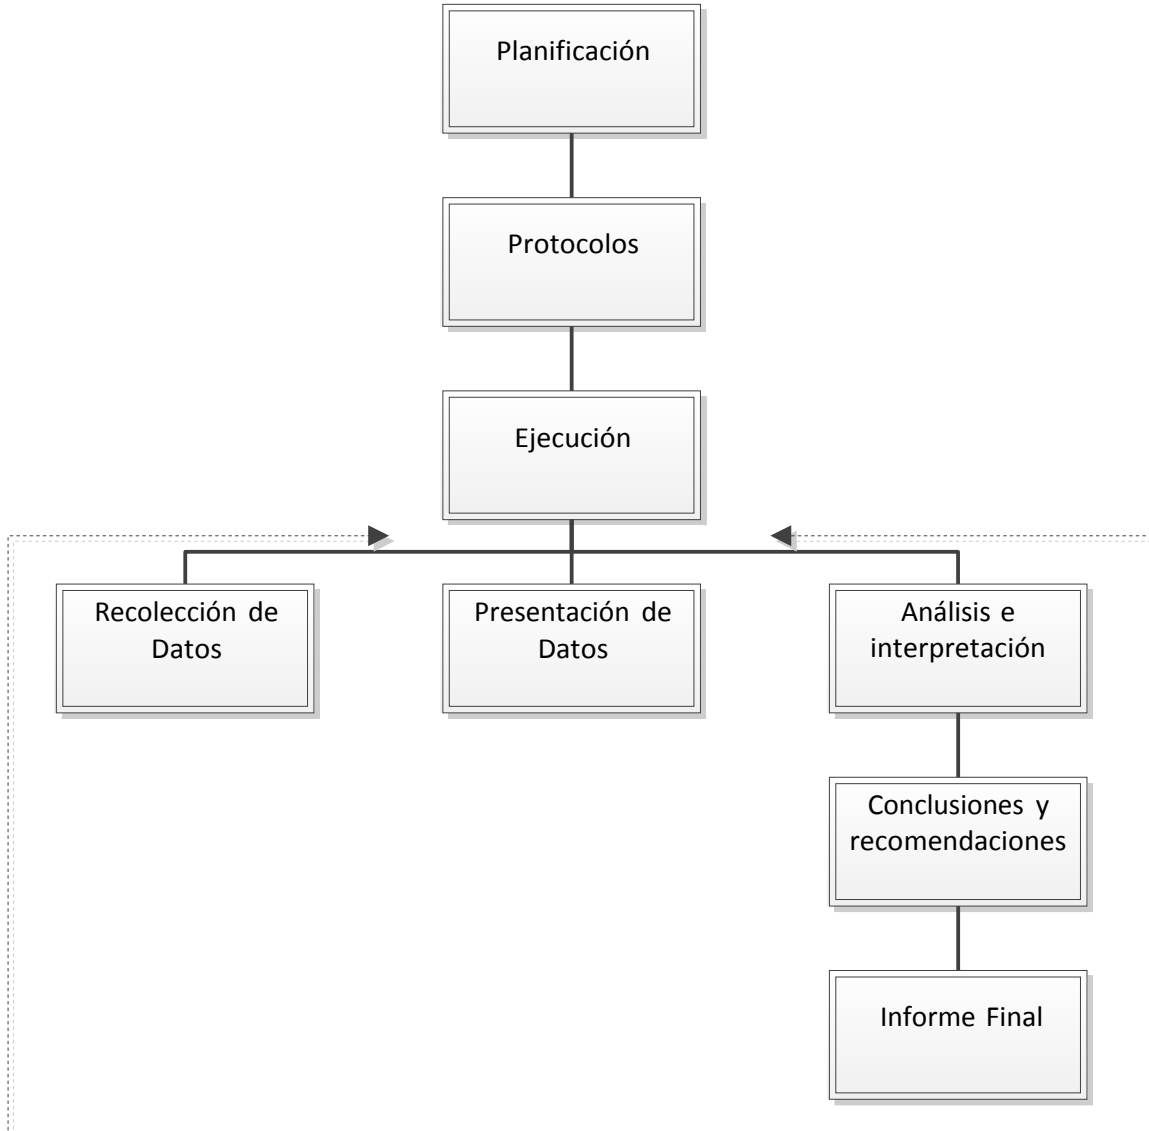 Planificación
Protocolos
Ejecución
Recolección de
Datos
Presentación de
Datos
Análisis e
interpretación
Conclusiones y
recomendaciones
Informe Final